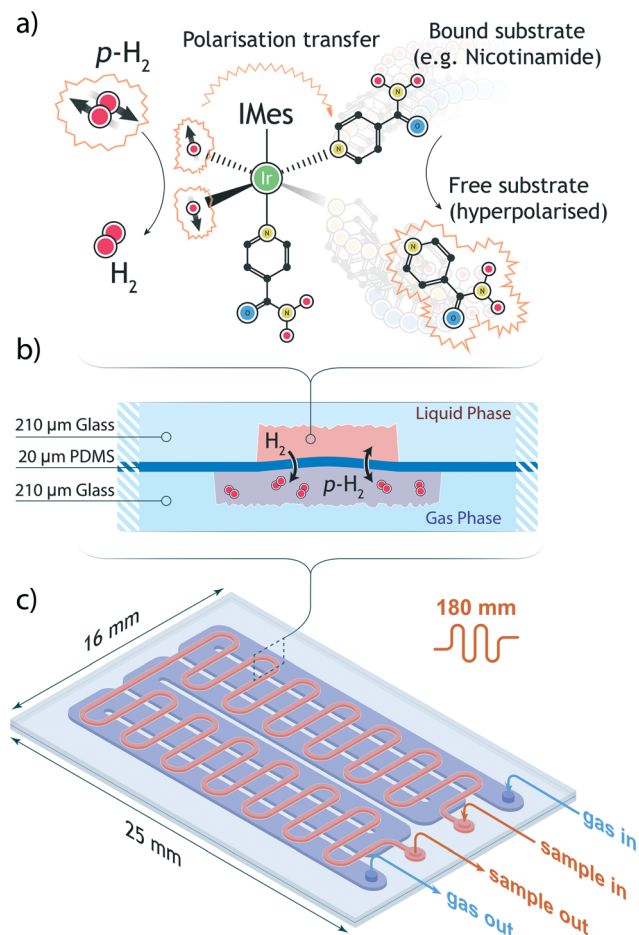 a)
p-H2
Polarisation transfer
Bound substrate
(e.g. Nicotinamide)
IMes
N
O
N
Ir
Free substrate
(hyperpolarised)
H2
N
N
O
N
N
O
b)
210 µm Glass
20 µm PDMS
210 µm Glass
Liquid Phase
H2
p-H2
Gas Phase
c)
180 mm
16 mm
25 mm
gas in
sample in
sample out
gas out